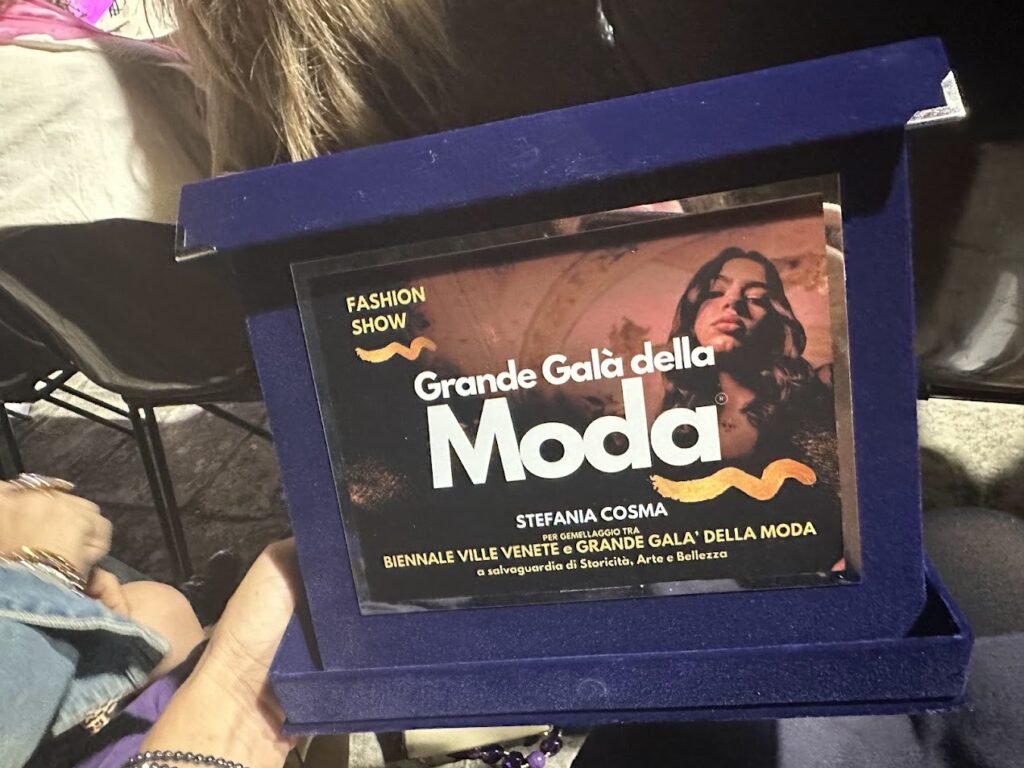 FASHION
SHOW
Grande Galà della
Moda
STEFANIA COSMA
PER GEMELLAGGIO TRA
BIENNALE VILLE VENETE e GRANDE GALA' DELLA MODA
a salvaguardia di Storicità, Arte e Bellezza